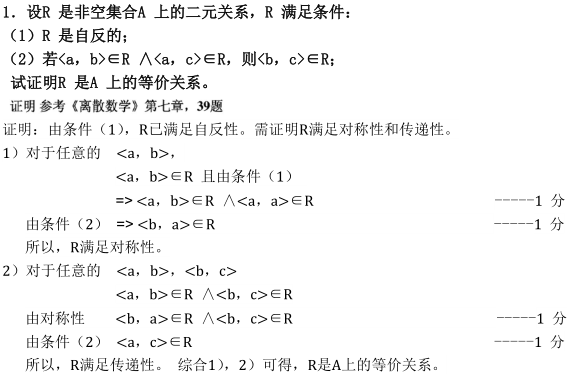 1．设R 是非空集合A 上的二元关系，R 满足条件：
（1）R 是自反的；
（2）若<a，b>∈R ∧<a，c>∈R，则<b，c>∈R；
试证明R 是A 上的等价关系。
证明 参考《离散数学》第七章，39题
证明：由条件（1），R已满足自反性。需证明R满足对称性和传递性。
1）对于任意的 <a，b>，
<a，b>∈R 且由条件（1）
=> <a，b>∈R ∧<a，a>∈R -----1 分
由条件（2） => <b，a>∈R -----1 分
所以，R满足对称性。
2）对于任意的 <a，b>，<b，c>
<a，b>∈R ∧<b，c>∈R
由对称性 <b，a>∈R ∧<b，c>∈R -----1 分
由条件（2） <a，c>∈R -----1 分
所以，R满足传递性。 综合1），2）可得，R是A上的等价关系。